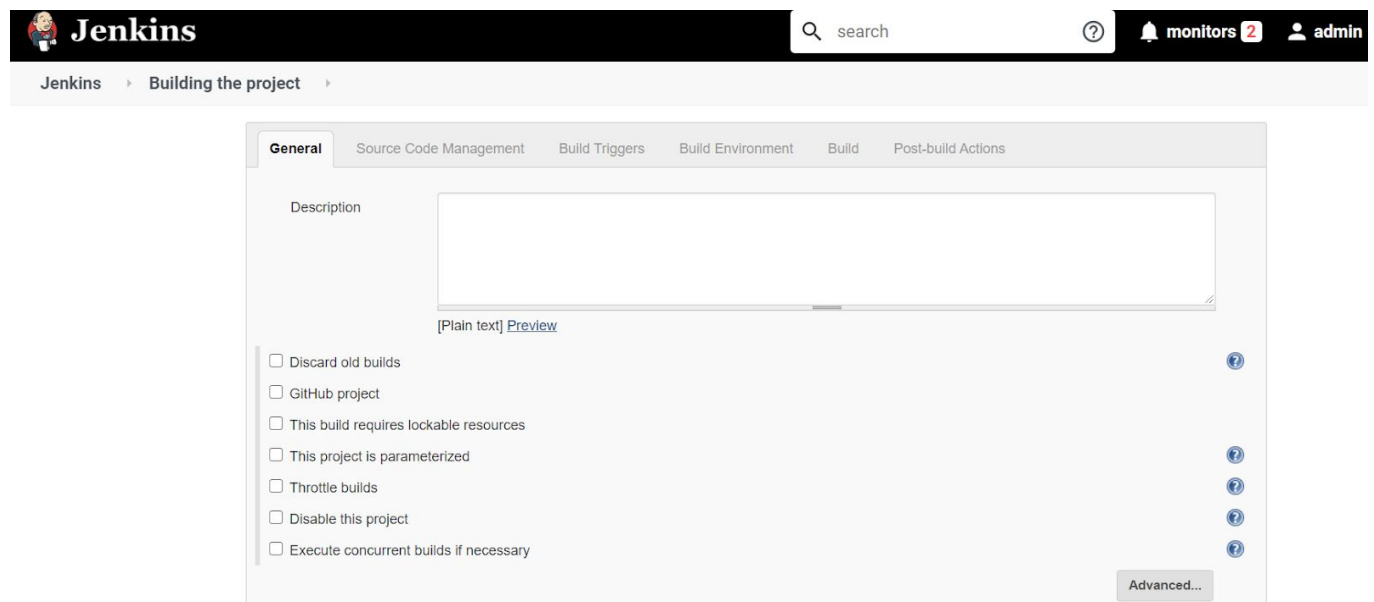 Jenkins
search
monitors 2
admin
Jenkins
Building the project
General
Source Code Management
Build Triggers
Build Environment
Build
Post-build Actions
Description
[Plain text] Preview
Discard old builds
GitHub project
This build requires lockable resources
This project is parameterized
Throttle builds
Disable this project
Execute concurrent builds if necessary
Advanced...